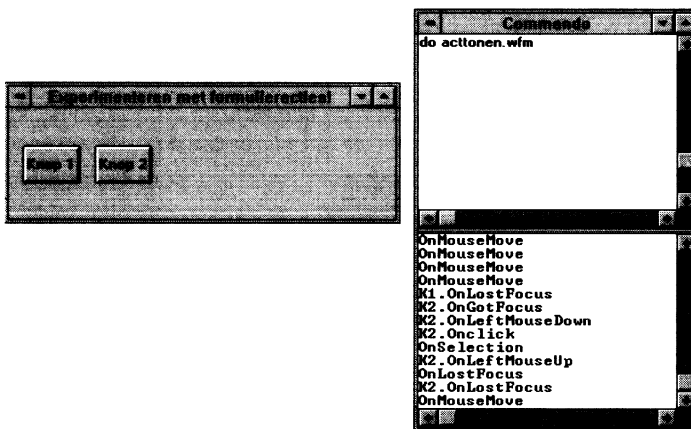 Experimenteren met formulieracties!
Knop 1 Knop 2
Commando
do acttonen.wfm
OnMouseMove
OnMouseMove
OnMouseMove
OnMouseMove
K1.OnLostFocus
K2.OnGotFocus
K2.OnLeftMouseDown
K2.Onclick
OnSelection
K2.OnLeftMouseUp
OnLostFocus
K2.OnLostFocus
OnMouseMove